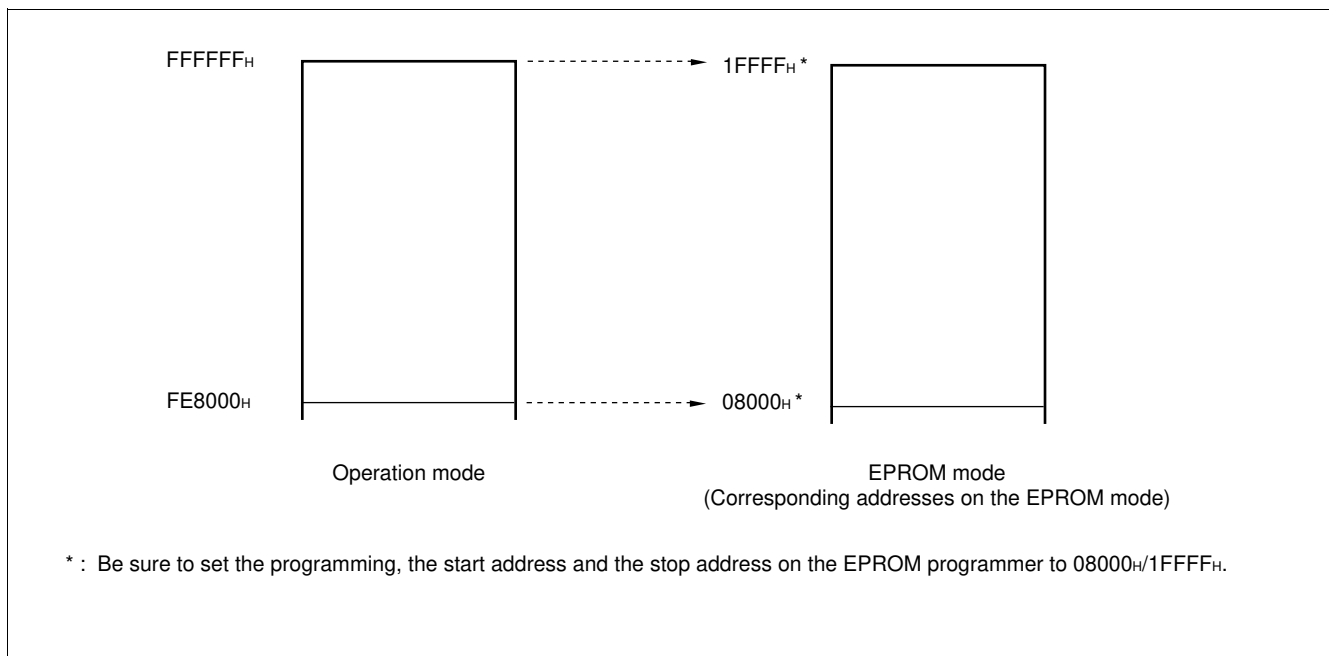 FFFFFFH
1FFFFH *
FE8000H
08000H *
Operation mode
EPROM mode
(Corresponding addresses on the EPROM mode)
* : Be sure to set the programming, the start address and the stop address on the EPROM programmer to 08000H/1FFFFH.